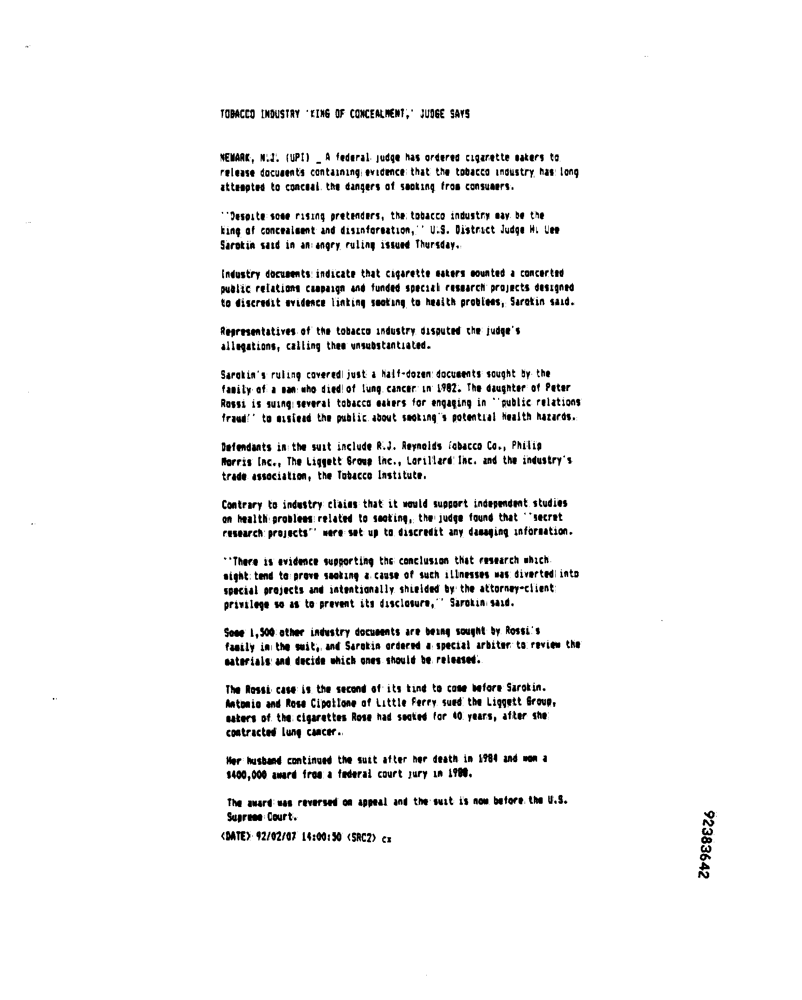 TOBACCO INDUSTRY 'KING OF CONCEALMENT,' JUDGE SAYS
NEWARK, N.J. (UPI) _ A federal judge has ordered cigarette makers to
release documents containing evidence that the tobacco industry has long
attempted to conceal the dangers of smoking from consumers.
``Despite some rising pretenders, the tobacco industry may be the
king of concealment and disinformation,'' U.S. District Judge H. Lee
Sarokin said in an angry ruling issued Thursday.
Industry documents indicate that cigarette makers mounted a concerted
public relations campaign and funded special research projects designed
to discredit evidence linking smoking to health problems, Sarokin said.
Representatives of the tobacco industry disputed the judge's
allegations, calling them unsubstantiated.
Sarokin's ruling covered just a half-dozen documents sought by the
family of a man who died of lung cancer in 1982. The daughter of Peter
Rossi is suing several tobacco makers for engaging in ``public relations
fraud'' to mislead the public about smoking's potential health hazards.
Defendants in the suit include R.J. Reynolds Tobacco Co., Philip
Morris Inc., The Liggett Group Inc., Lorillard Inc. and the industry's
trade association, the Tobacco Institute.
Contrary to industry claims that it would support independent studies
on health problems related to smoking, the judge found that ``secret
research projects'' were set up to discredit any damaging information.
``There is evidence supporting the conclusion that research which
might tend to prove smoking a cause of such illnesses was diverted into
special projects and intentionally shielded by the attorney-client
privilege so as to prevent its disclosure,'' Sarokin said.
Some 1,500 other industry documents are being sought by Rossi's
family in the suit, and Sarokin ordered a special arbiter to review the
materials and decide which ones should be released.
The Rossi case is the second of its kind to come before Sarokin.
Antonio and Rose Cipollone of Little Ferry sued the Liggett Group,
makers of the cigarettes Rose had smoked for 40 years, after she
contracted lung cancer.
Her husband continued the suit after her death in 1984 and won a
$400,000 award from a federal court jury in 1988.
The award was reversed on appeal and the suit is now before the U.S.
Supreme Court.
<DATE> 92/02/07 14:00:50 <SRC2> cx
92383642